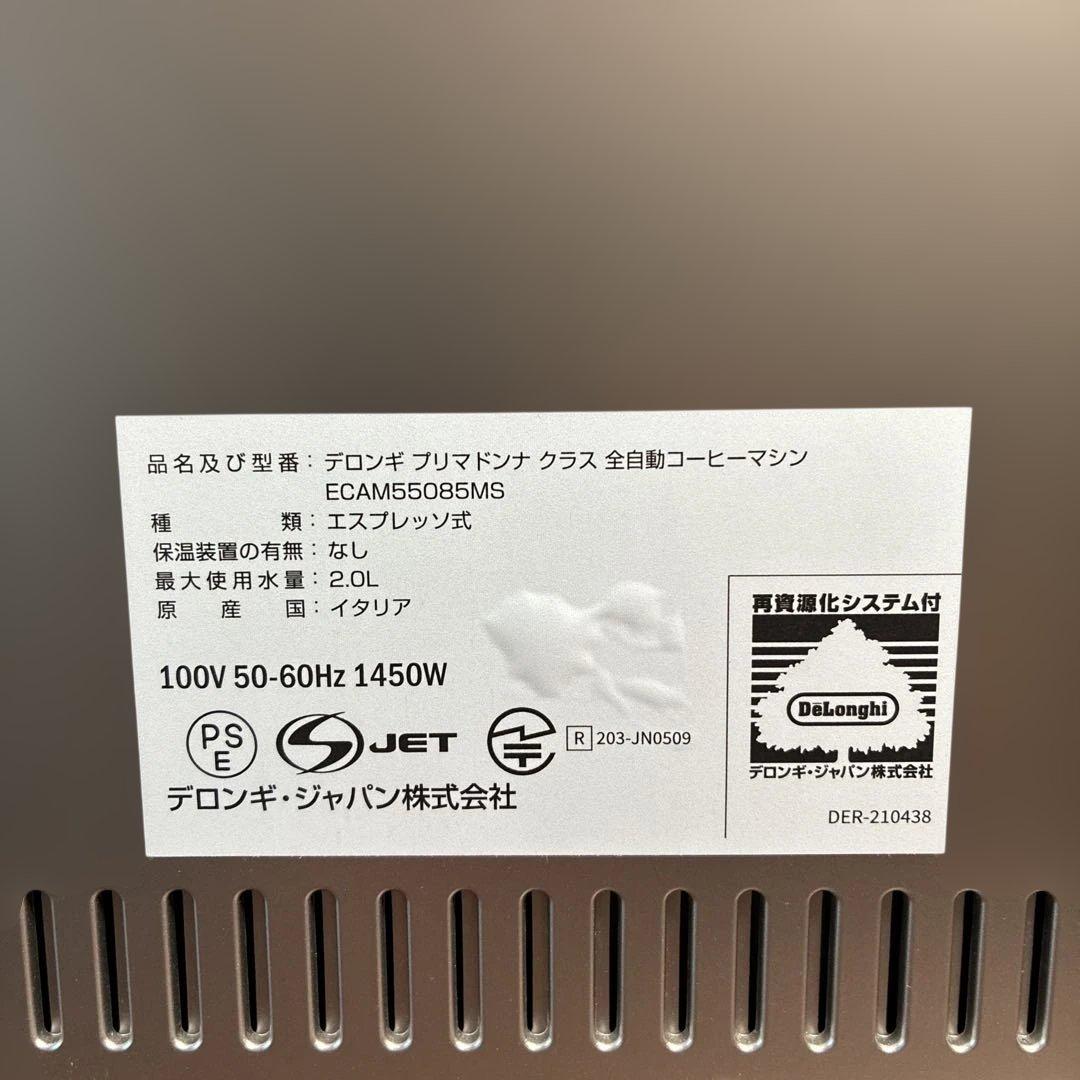 品名及び型番：デロンギ プリマドンナ クラス 全自動コーヒーマシン
ECAM55085MS
種類：エスプレッソ式
保温装置の有無：なし
最大使用水量：2.0L
原産国：イタリア
100V 50-60Hz 1450W
PSE
S JET
R 203-JN0509
デロンギ・ジャパン株式会社
再資源化システム付
DeLonghi
デロンギ・ジャパン株式会社
DER-210438